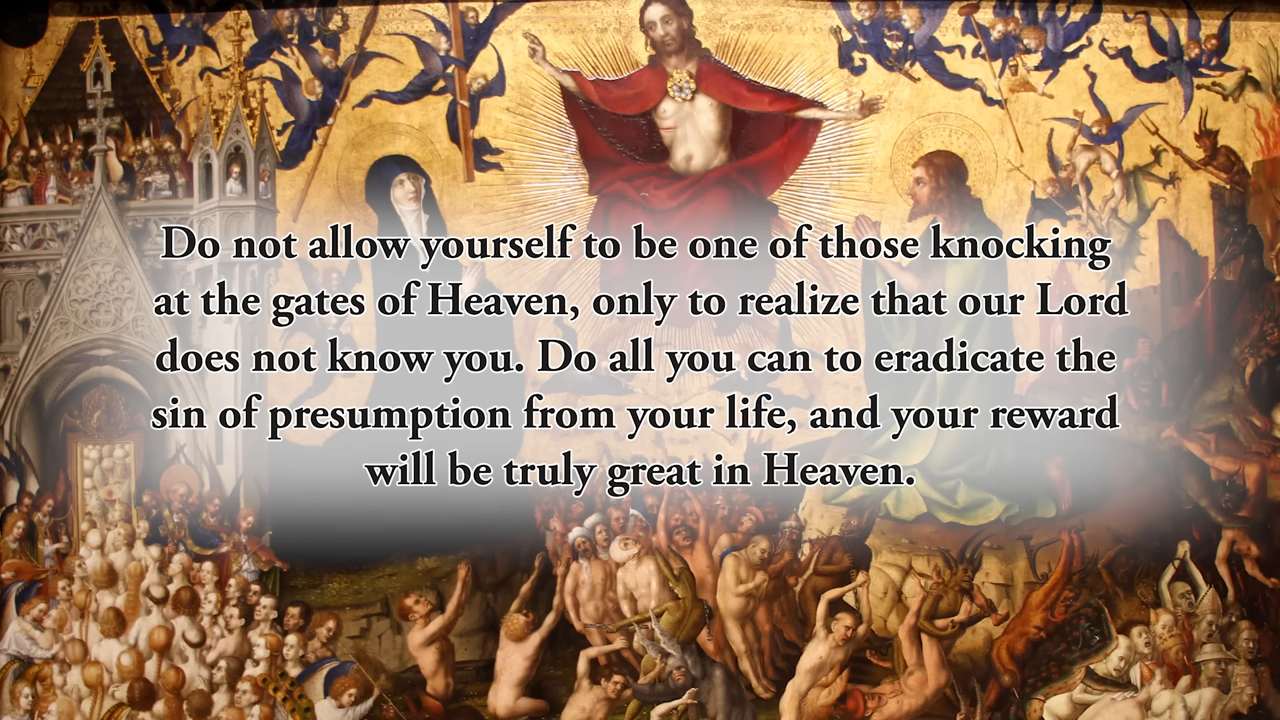 Do not allow yourself to be one of those knocking
at the gates of Heaven, only to realize that our Lord
does not know you. Do all you can to eradicate the
sin of presumption from your life, and your reward
will be truly great in Heaven.